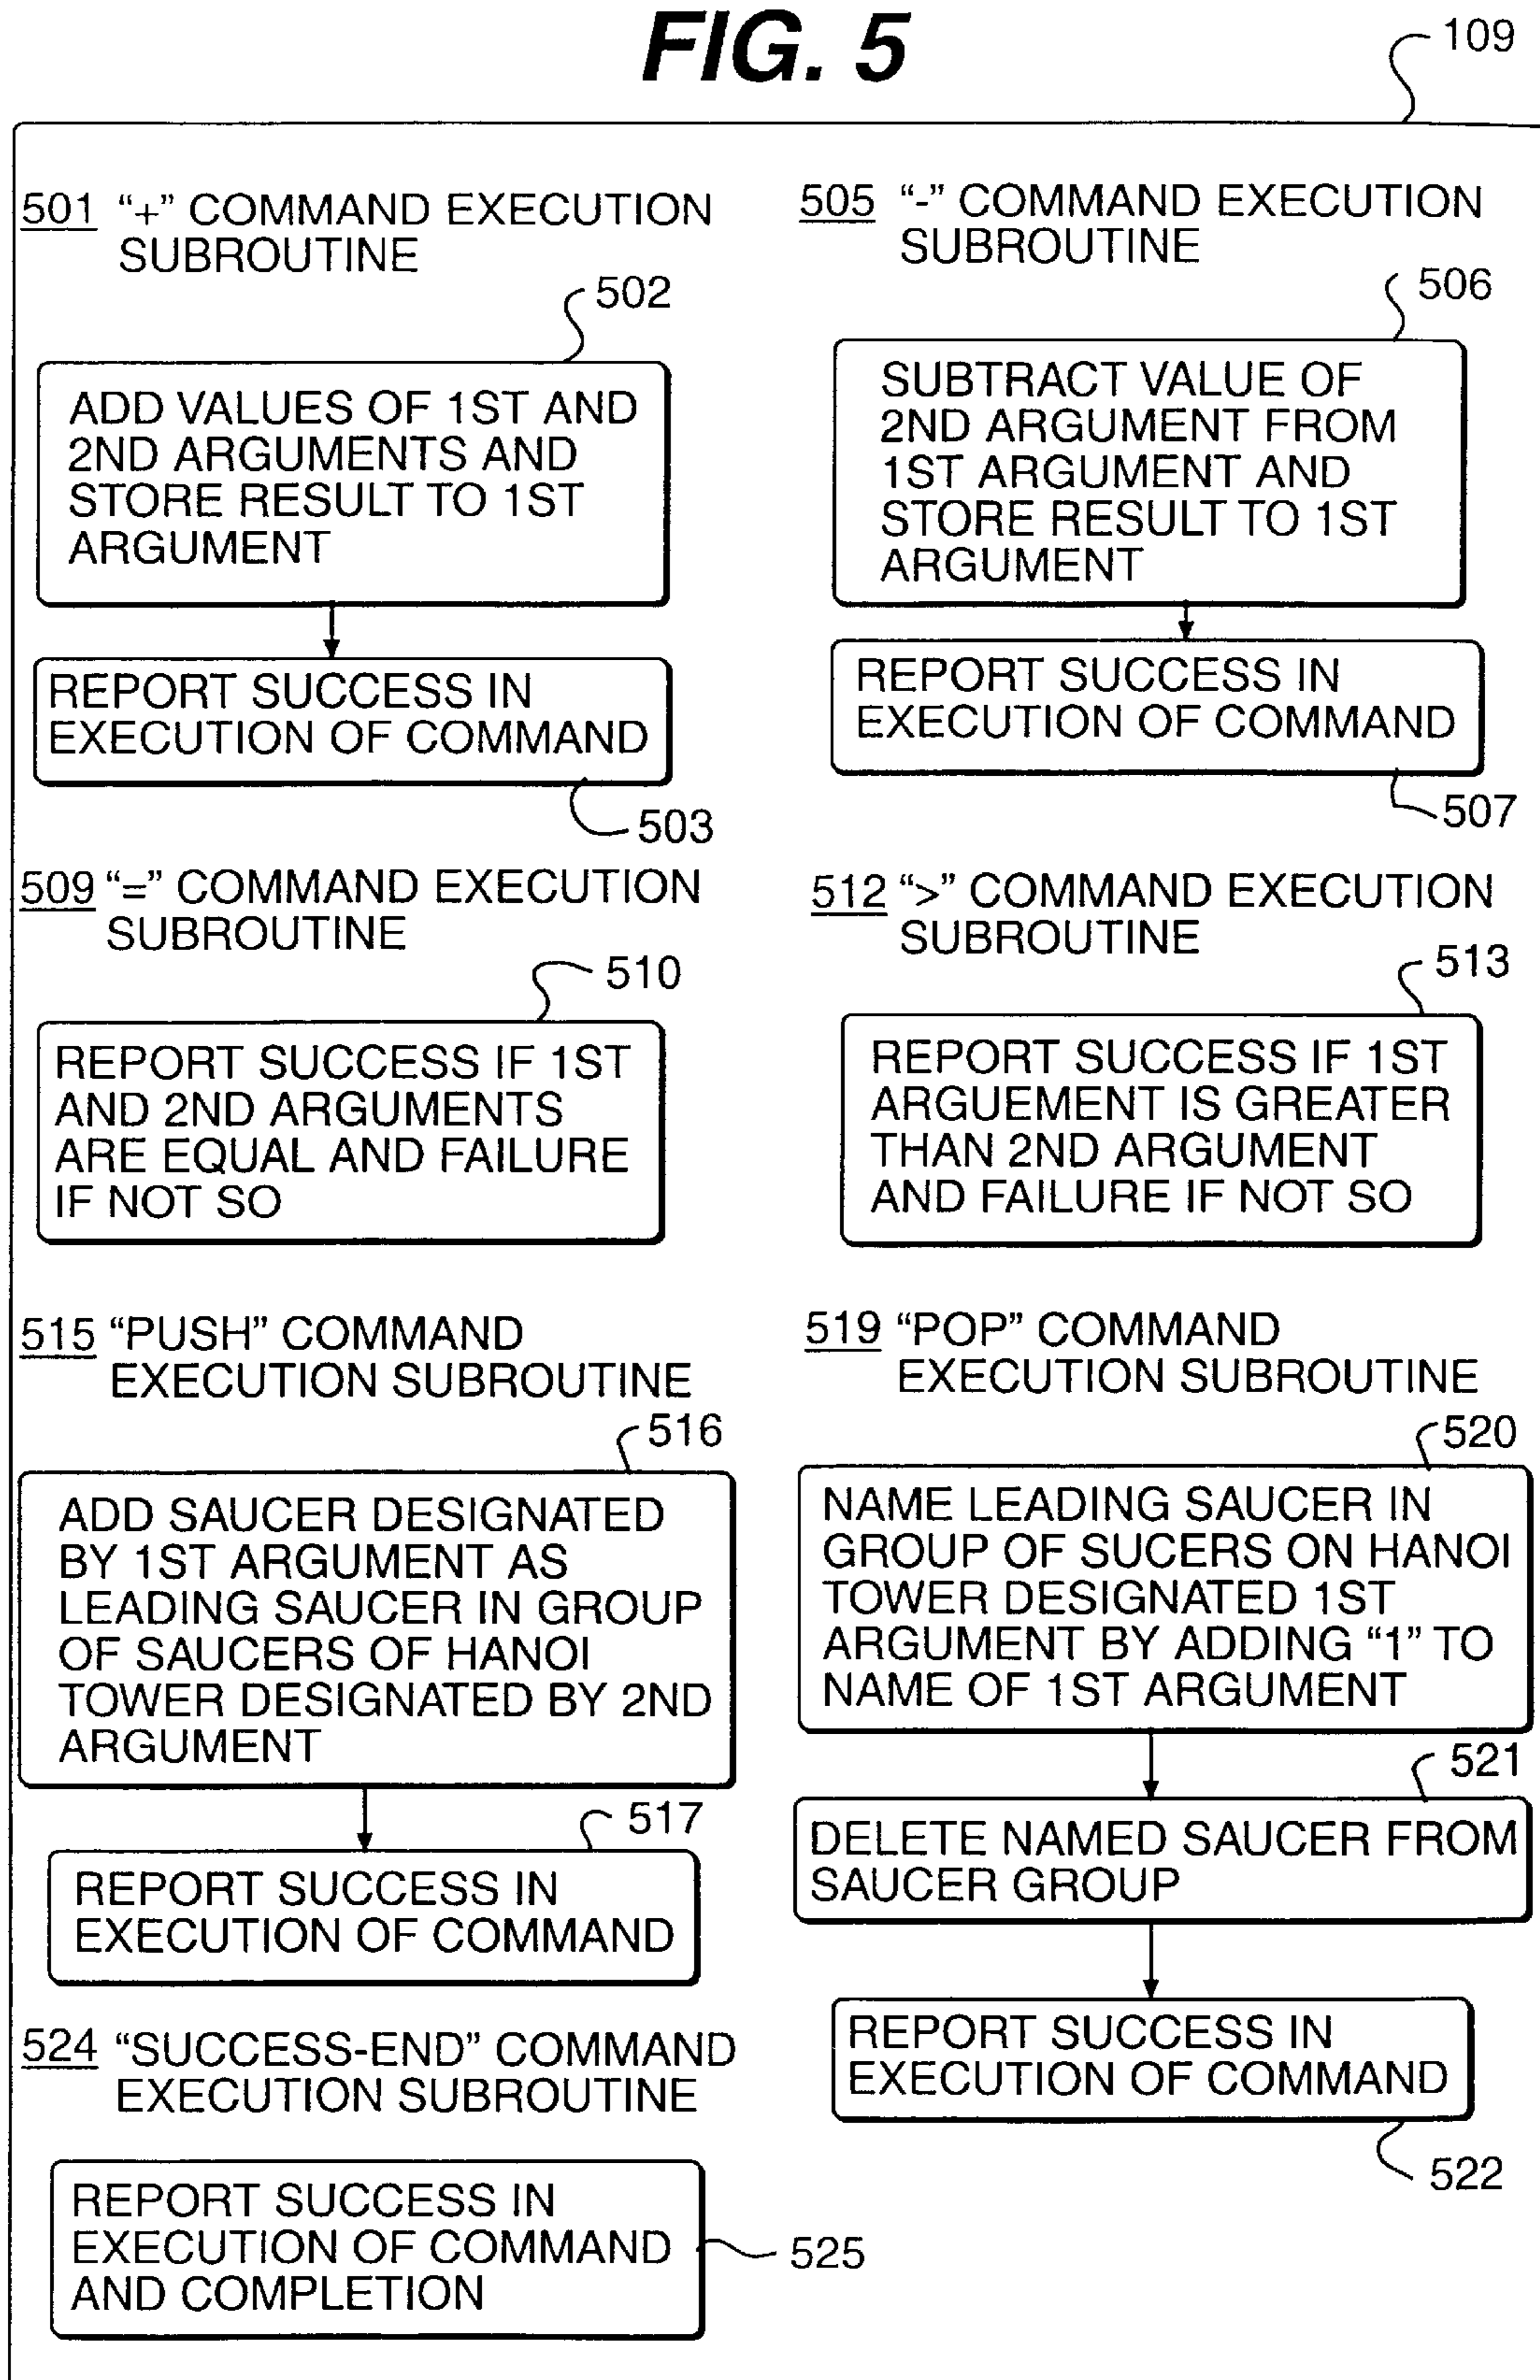 FIG. 5
109
501 "+" COMMAND EXECUTION
SUBROUTINE
502
ADD VALUES OF 1ST AND
2ND ARGUMENTS AND
STORE RESULT TO 1ST
ARGUMENT
REPORT SUCCESS IN
EXECUTION OF COMMAND
503
505 "-" COMMAND EXECUTION
SUBROUTINE
506
SUBTRACT VALUE OF
2ND ARGUMENT FROM
1ST ARGUMENT AND
STORE RESULT TO 1ST
ARGUMENT
REPORT SUCCESS IN
EXECUTION OF COMMAND
507
509 "=" COMMAND EXECUTION
SUBROUTINE
510
REPORT SUCCESS IF 1ST
AND 2ND ARGUMENTS
ARE EQUAL AND FAILURE
IF NOT SO
512 ">" COMMAND EXECUTION
SUBROUTINE
513
REPORT SUCCESS IF 1ST
ARGUEMENT IS GREATER
THAN 2ND ARGUMENT
AND FAILURE IF NOT SO
515 "PUSH" COMMAND
EXECUTION SUBROUTINE
516
ADD SAUCER DESIGNATED
BY 1ST ARGUMENT AS
LEADING SAUCER IN GROUP
OF SAUCERS OF HANOI
TOWER DESIGNATED BY 2ND
ARGUMENT
517
REPORT SUCCESS IN
EXECUTION OF COMMAND
519 "POP" COMMAND
EXECUTION SUBROUTINE
520
NAME LEADING SAUCER IN
GROUP OF SUCERS ON HANOI
TOWER DESIGNATED 1ST
ARGUMENT BY ADDING "1" TO
NAME OF 1ST ARGUMENT
521
DELETE NAMED SAUCER FROM
SAUCER GROUP
REPORT SUCCESS IN
EXECUTION OF COMMAND
522
524 "SUCCESS-END" COMMAND
EXECUTION SUBROUTINE
REPORT SUCCESS IN
EXECUTION OF COMMAND
AND COMPLETION
525